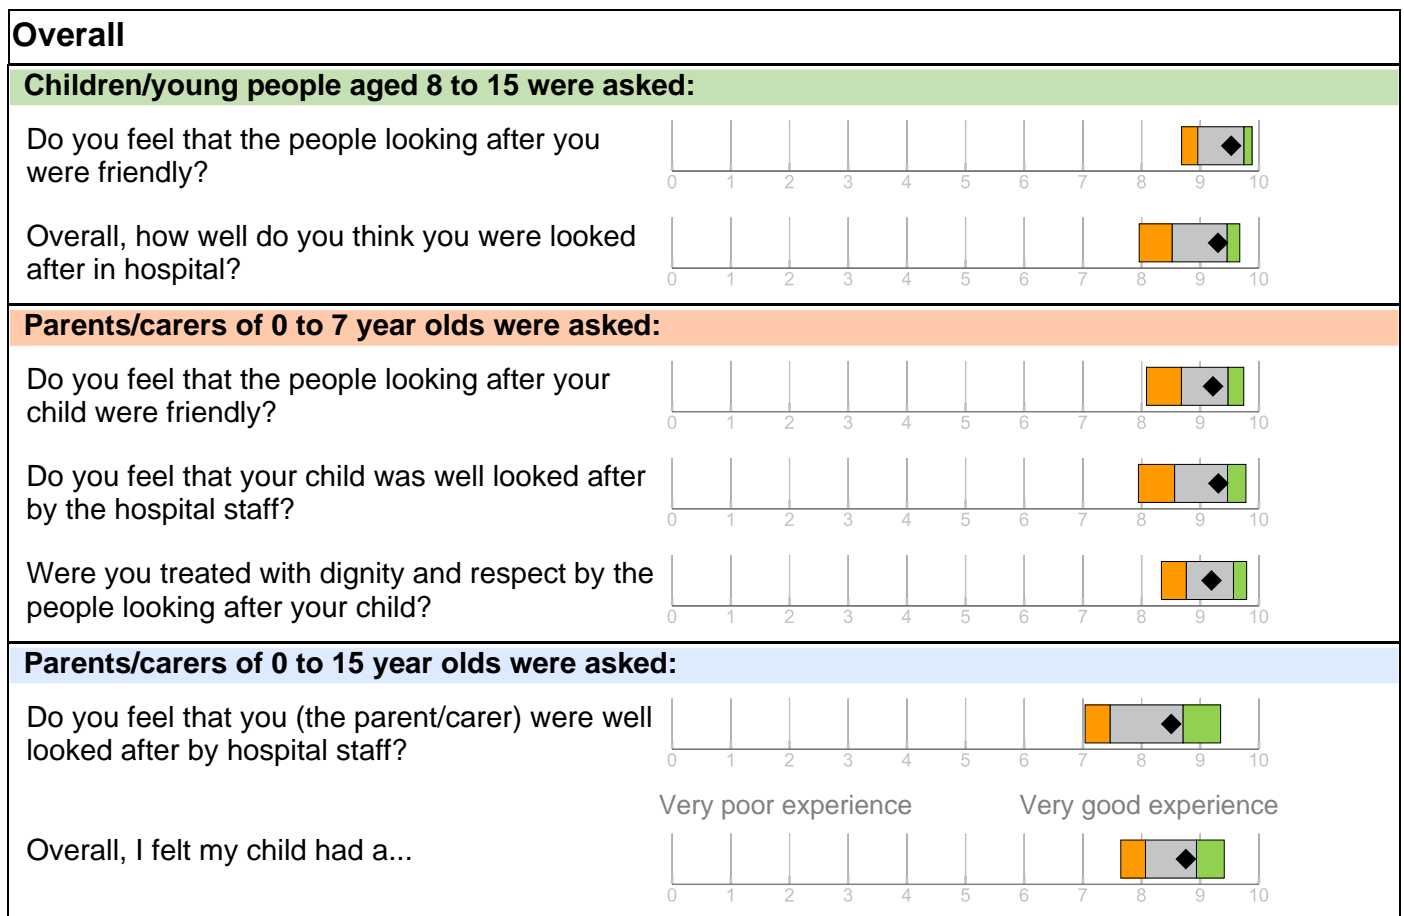 Overall
Children/young people aged 8 to 15 were asked:
Do you feel that the people looking after you
were friendly?
0 1 2 3 4 5 6 7 8 9 10
Overall, how well do you think you were looked
after in hospital?
0 1 2 3 4 5 6 7 8 9 10
Parents/carers of 0 to 7 year olds were asked:
Do you feel that the people looking after your
child were friendly?
0 1 2 3 4 5 6 7 8 9 10
Do you feel that your child was well looked after
by the hospital staff?
0 1 2 3 4 5 6 7 8 9 10
Were you treated with dignity and respect by the
people looking after your child?
0 1 2 3 4 5 6 7 8 9 10
Parents/carers of 0 to 15 year olds were asked:
Do you feel that you (the parent/carer) were well
looked after by hospital staff?
0 1 2 3 4 5 6 7 8 9 10
Very poor experience Very good experience
Overall, I felt my child had a...
0 1 2 3 4 5 6 7 8 9 10